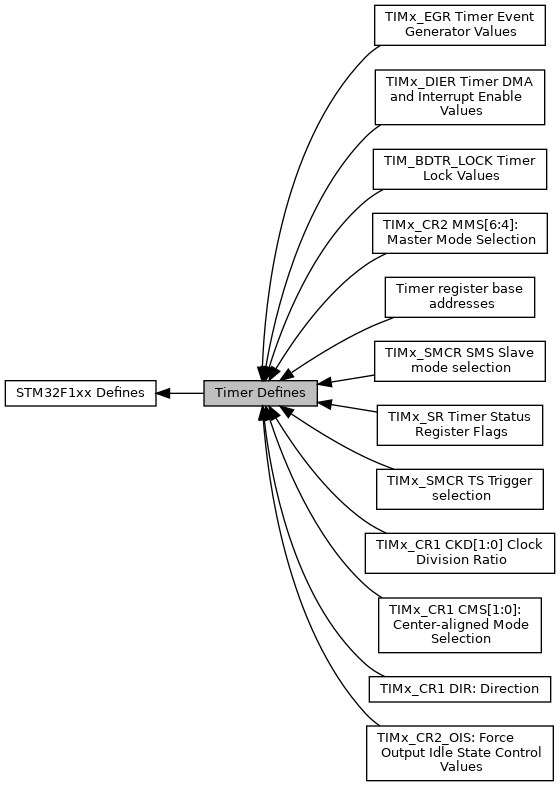 TIMx_EGR Timer Event
Generator Values
TIMx_DIER Timer DMA
and Interrupt Enable
Values
TIM_BDTR_LOCK Timer
Lock Values
TIMx_CR2 MMS[6:4]:
Master Mode Selection
Timer register base
addresses
TIMx_SMCR SMS Slave
mode selection
STM32F1xx Defines
Timer Defines
TIMx_SR Timer Status
Register Flags
TIMx_SMCR TS Trigger
selection
TIMx_CR1 CKD[1:0] Clock
Division Ratio
TIMx_CR1 CMS[1:0]:
Center-aligned Mode
Selection
TIMx_CR1 DIR: Direction
TIMx_CR2_OIS: Force
Output Idle State Control
Values